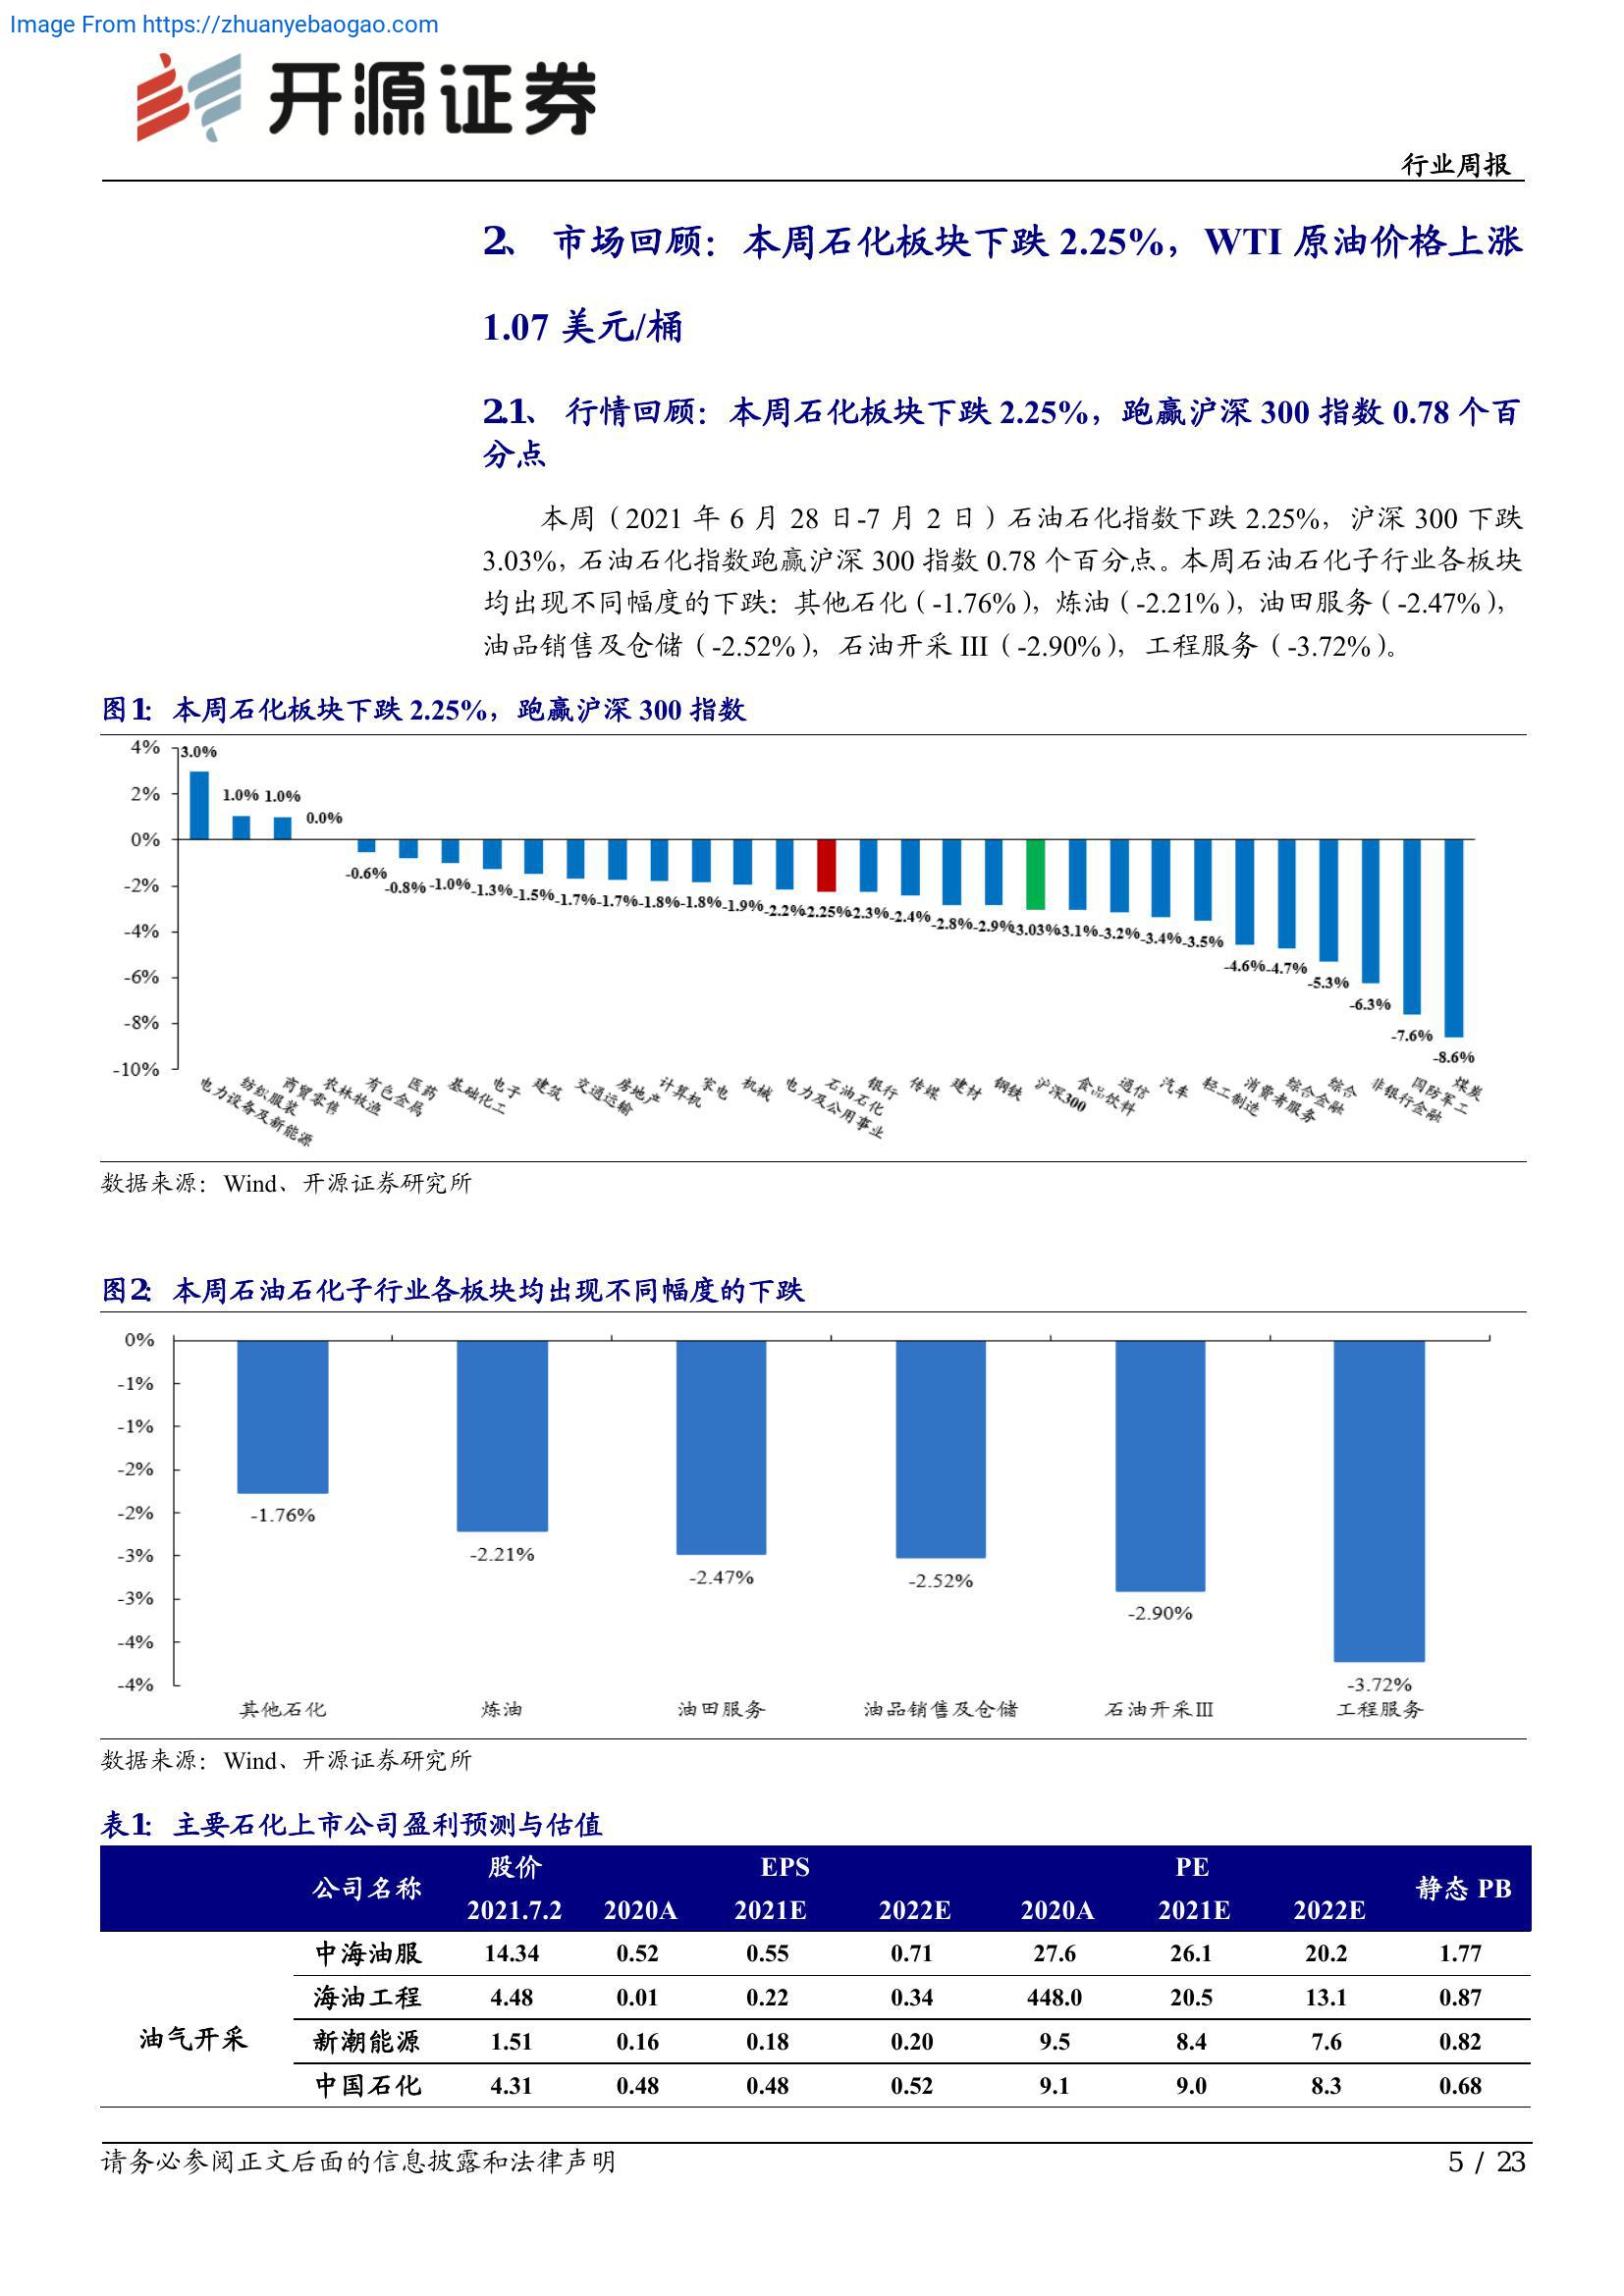 Image From https://zhuanyebaogao.com
开源证券
行业周报
2、 市场回顾：本周石化板块下跌 2.25%，WTI 原油价格上涨
1.07 美元/桶
2.1、 行情回顾：本周石化板块下跌 2.25%，跑赢沪深 300 指数 0.78 个百
分点
本周（2021 年 6 月 28 日-7 月 2 日）石油石化指数下跌 2.25%，沪深 300 下跌
3.03%，石油石化指数跑赢沪深 300 指数 0.78 个百分点。本周石油石化子行业各板块
均出现不同幅度的下跌：其他石化（-1.76%），炼油（-2.21%），油田服务（-2.47%），
油品销售及仓储（-2.52%），石油开采 III（-2.90%），工程服务（-3.72%）。
图1： 本周石化板块下跌 2.25%，跑赢沪深 300 指数
4%
2%
0%
-2%
-4%
-6%
-8%
-10%
3.0% 1.0% 1.0% 0.0% -0.6% -0.8% -1.0% -1.3% -1.5% -1.7% -1.7% -1.8% -1.8% -1.9% -2.2% -2.25% -2.3% -2.4% -2.8% -2.9% -3.03% -3.1% -3.2% -3.4% -3.5% -4.6% -4.7% -5.3% -6.3% -7.6% -8.6%
电力设备及新能源 纺织服装 商贸零售 农林牧渔 有色金属 医药 基础化工 电子 建筑 交通运输 房地产 计算机 家电 机械 电力及公用事业 石油石化 银行 传媒 建材 钢铁 沪深300 食品饮料 通信 汽车 轻工制造 消费者服务 综合金融 综合 非银行金融 国防军工 煤炭
数据来源：Wind、开源证券研究所
图2： 本周石油石化子行业各板块均出现不同幅度的下跌
0%
-1%
-1%
-2%
-2%
-3%
-3%
-4%
-4%
-1.76% -2.21% -2.47% -2.52% -2.90% -3.72%
其他石化 炼油 油田服务 油品销售及仓储 石油开采III 工程服务
数据来源：Wind、开源证券研究所
表1： 主要石化上市公司盈利预测与估值
公司名称 股价 EPS PE 静态 PB
2021.7.2 2020A 2021E 2022E 2020A 2021E 2022E
油气开采
中海油服 14.34 0.52 0.55 0.71 27.6 26.1 20.2 1.77
海油工程 4.48 0.01 0.22 0.34 448.0 20.5 13.1 0.87
新潮能源 1.51 0.16 0.18 0.20 9.5 8.4 7.6 0.82
中国石化 4.31 0.48 0.48 0.52 9.1 9.0 8.3 0.68
请务必参阅正文后面的信息披露和法律声明
5 / 23